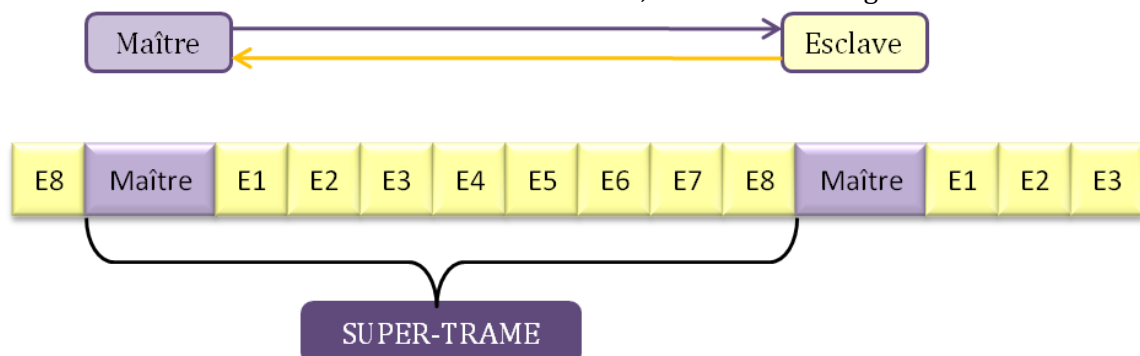 Maître Esclave
E8 Maître E1 E2 E3 E4 E5 E6 E7 E8 Maître E1 E2 E3
SUPER-TRAME